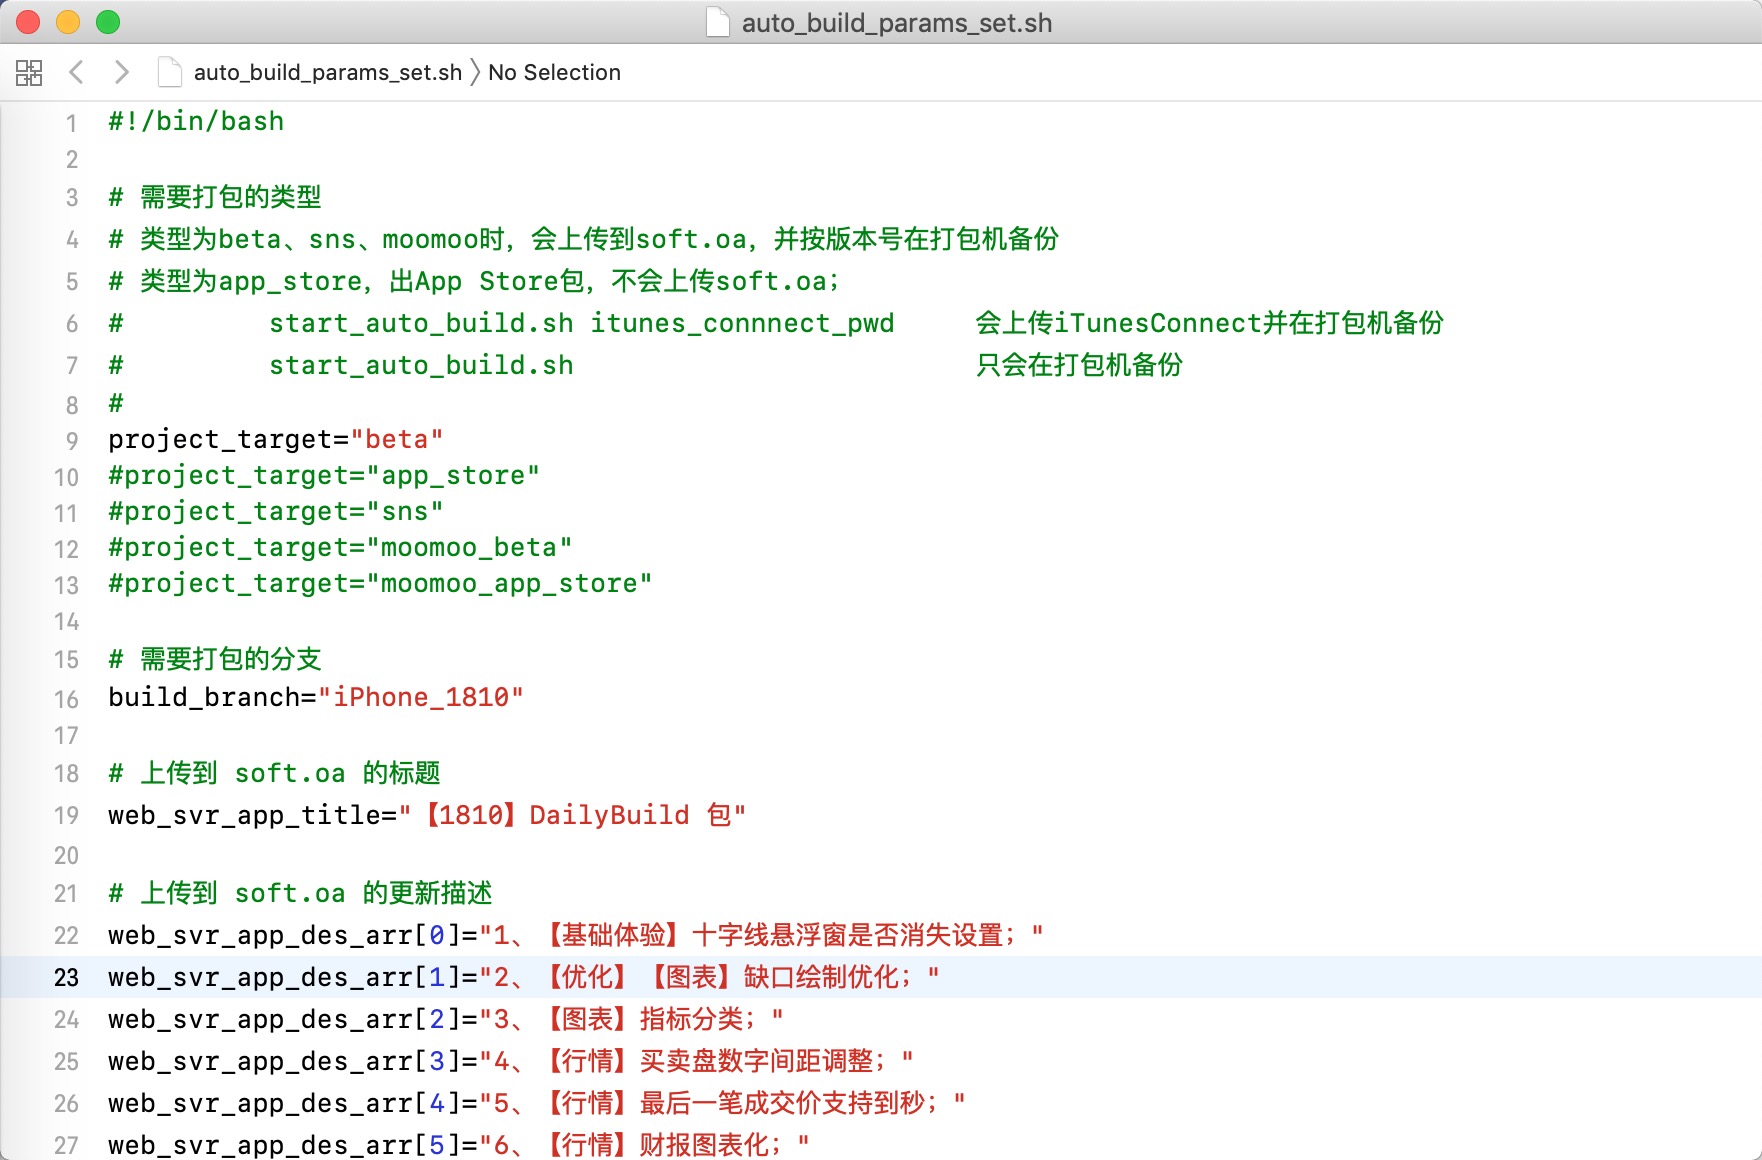 auto_build_params_set.sh
auto_build_params_set.sh 〉 No Selection
1 #!/bin/bash
2
3 # 需要打包的类型
4 # 类型为beta、sns、moomoo时，会上传到soft.oa，并按版本号在打包机备份
5 # 类型为app_store，出App Store包，不会上传soft.oa；
6 #         start_auto_build.sh itunes_connnect_pwd     会上传iTunesConnect并在打包机备份
7 #         start_auto_build.sh                         只会在打包机备份
8 #
9 project_target="beta"
10 #project_target="app_store"
11 #project_target="sns"
12 #project_target="moomoo_beta"
13 #project_target="moomoo_app_store"
14
15 # 需要打包的分支
16 build_branch="iPhone_1810"
17
18 # 上传到 soft.oa 的标题
19 web_svr_app_title="【1810】DailyBuild 包"
20
21 # 上传到 soft.oa 的更新描述
22 web_svr_app_des_arr[0]="1、【基础体验】十字线悬浮窗是否消失设置；"
23 web_svr_app_des_arr[1]="2、【优化】【图表】缺口绘制优化；"
24 web_svr_app_des_arr[2]="3、【图表】指标分类；"
25 web_svr_app_des_arr[3]="4、【行情】买卖盘数字间距调整；"
26 web_svr_app_des_arr[4]="5、【行情】最后一笔成交价支持到秒；"
27 web_svr_app_des_arr[5]="6、【行情】财报图表化；"